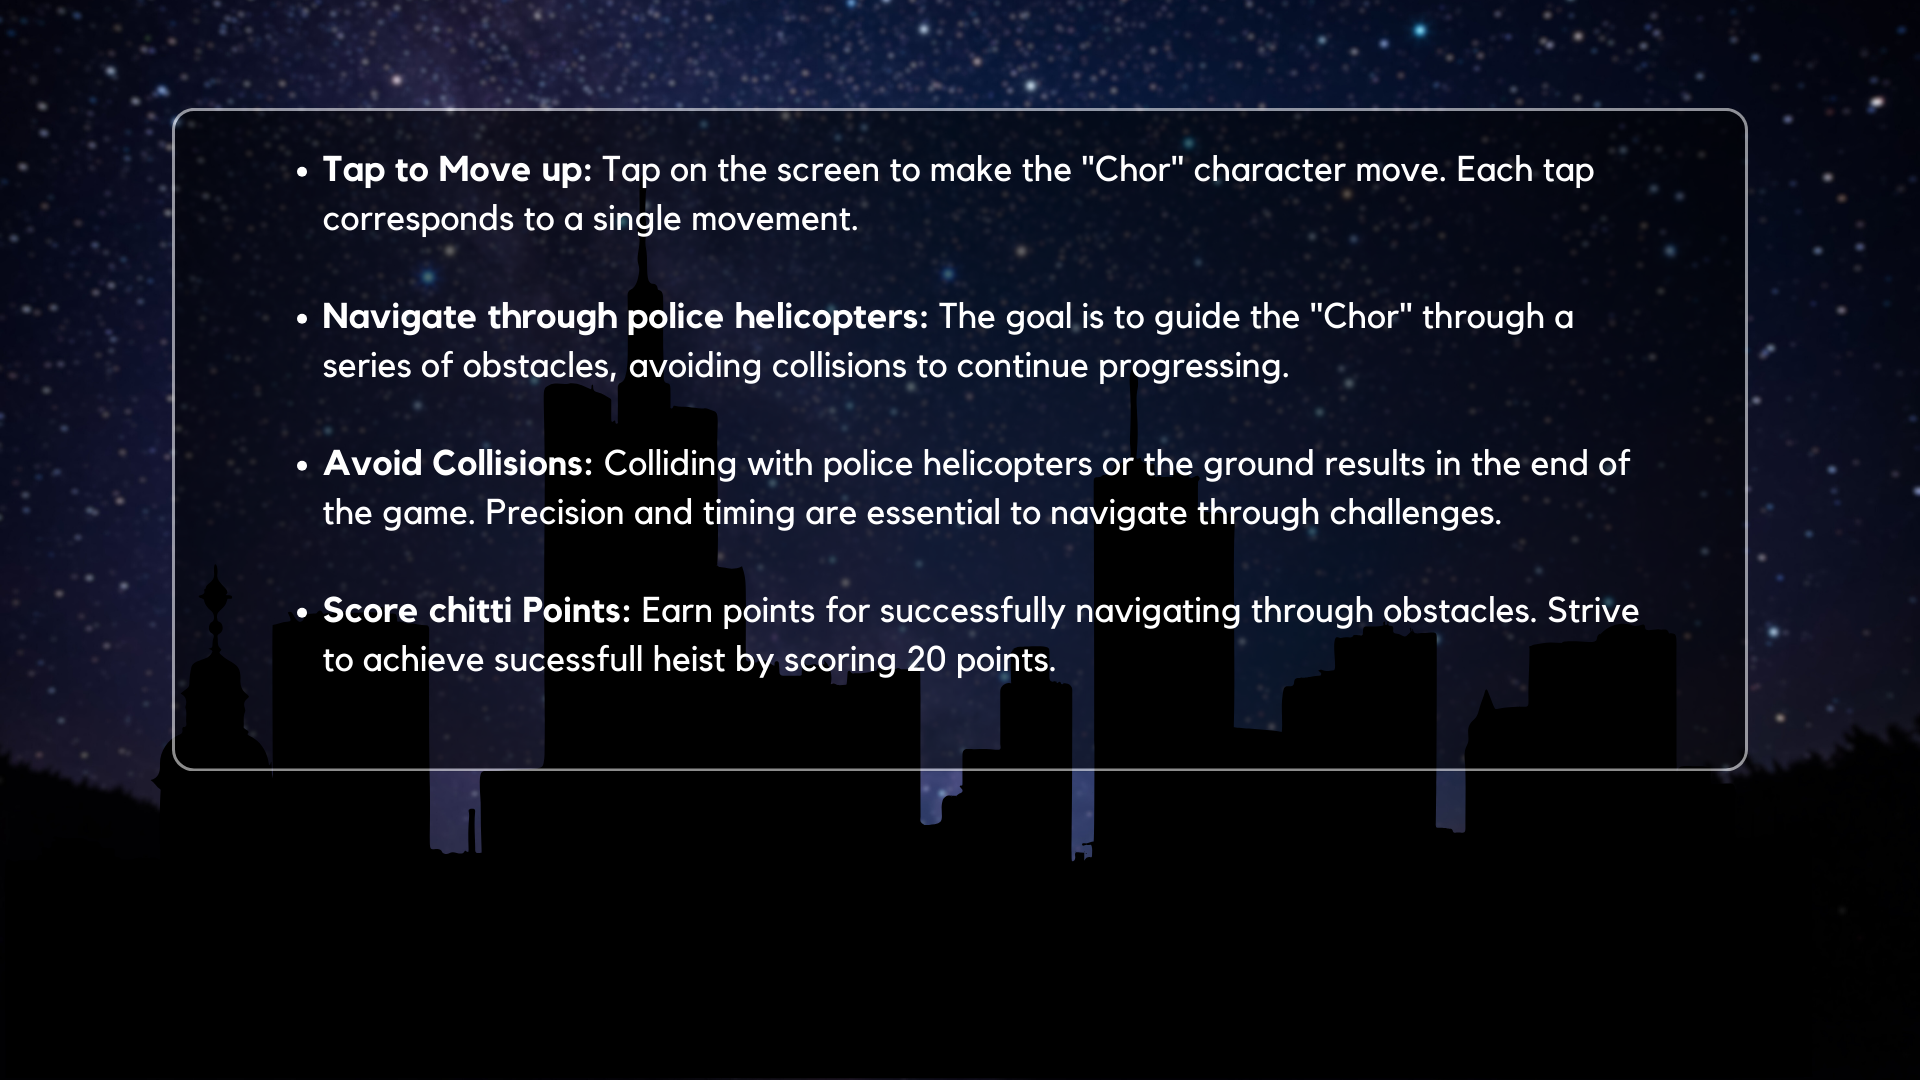 • Tap to Move up: Tap on the screen to make the "Chor" character move. Each tap
corresponds to a single movement.
• Navigate through police helicopters: The goal is to guide the "Chor" through a
series of obstacles, avoiding collisions to continue progressing.
• Avoid Collisions: Colliding with police helicopters or the ground results in the end of
the game. Precision and timing are essential to navigate through challenges.
• Score chitti Points: Earn points for successfully navigating through obstacles. Strive
to achieve sucessfull heist by scoring 20 points.